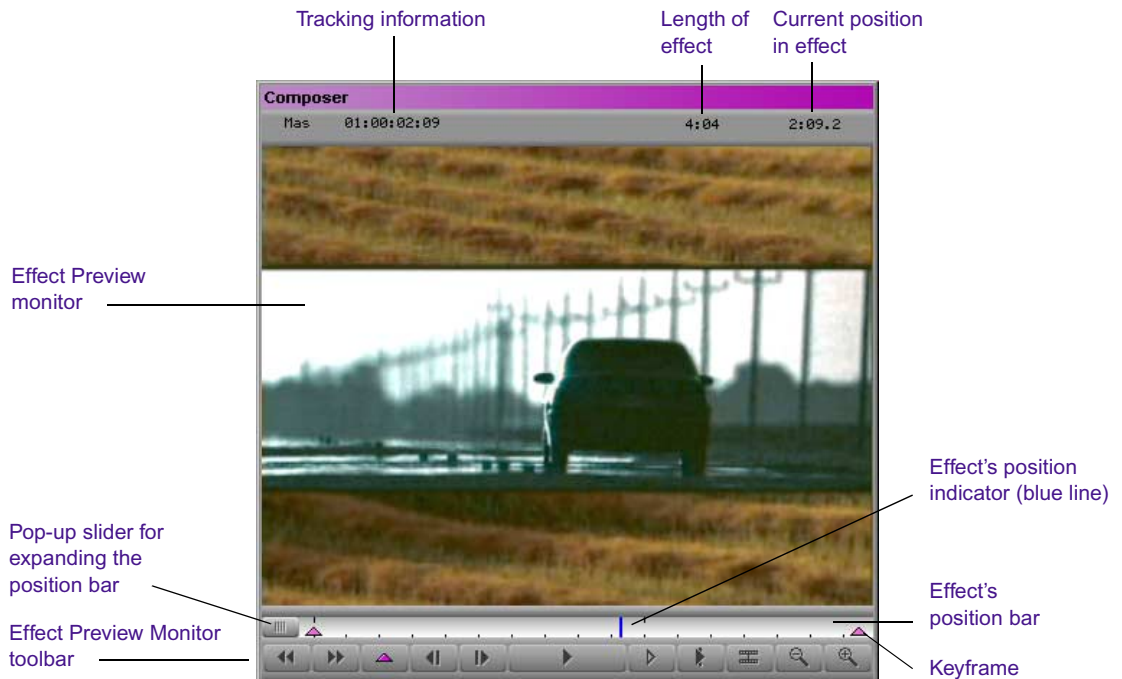 Tracking information
Length of
effect
Current position
in effect
Composer
Mas 01:00:02:09 4:04 2:09.2
Effect Preview
monitor
Effect's position
indicator (blue line)
Pop-up slider for
expanding the
position bar
Effect's
position bar
Effect Preview Monitor
toolbar
Keyframe